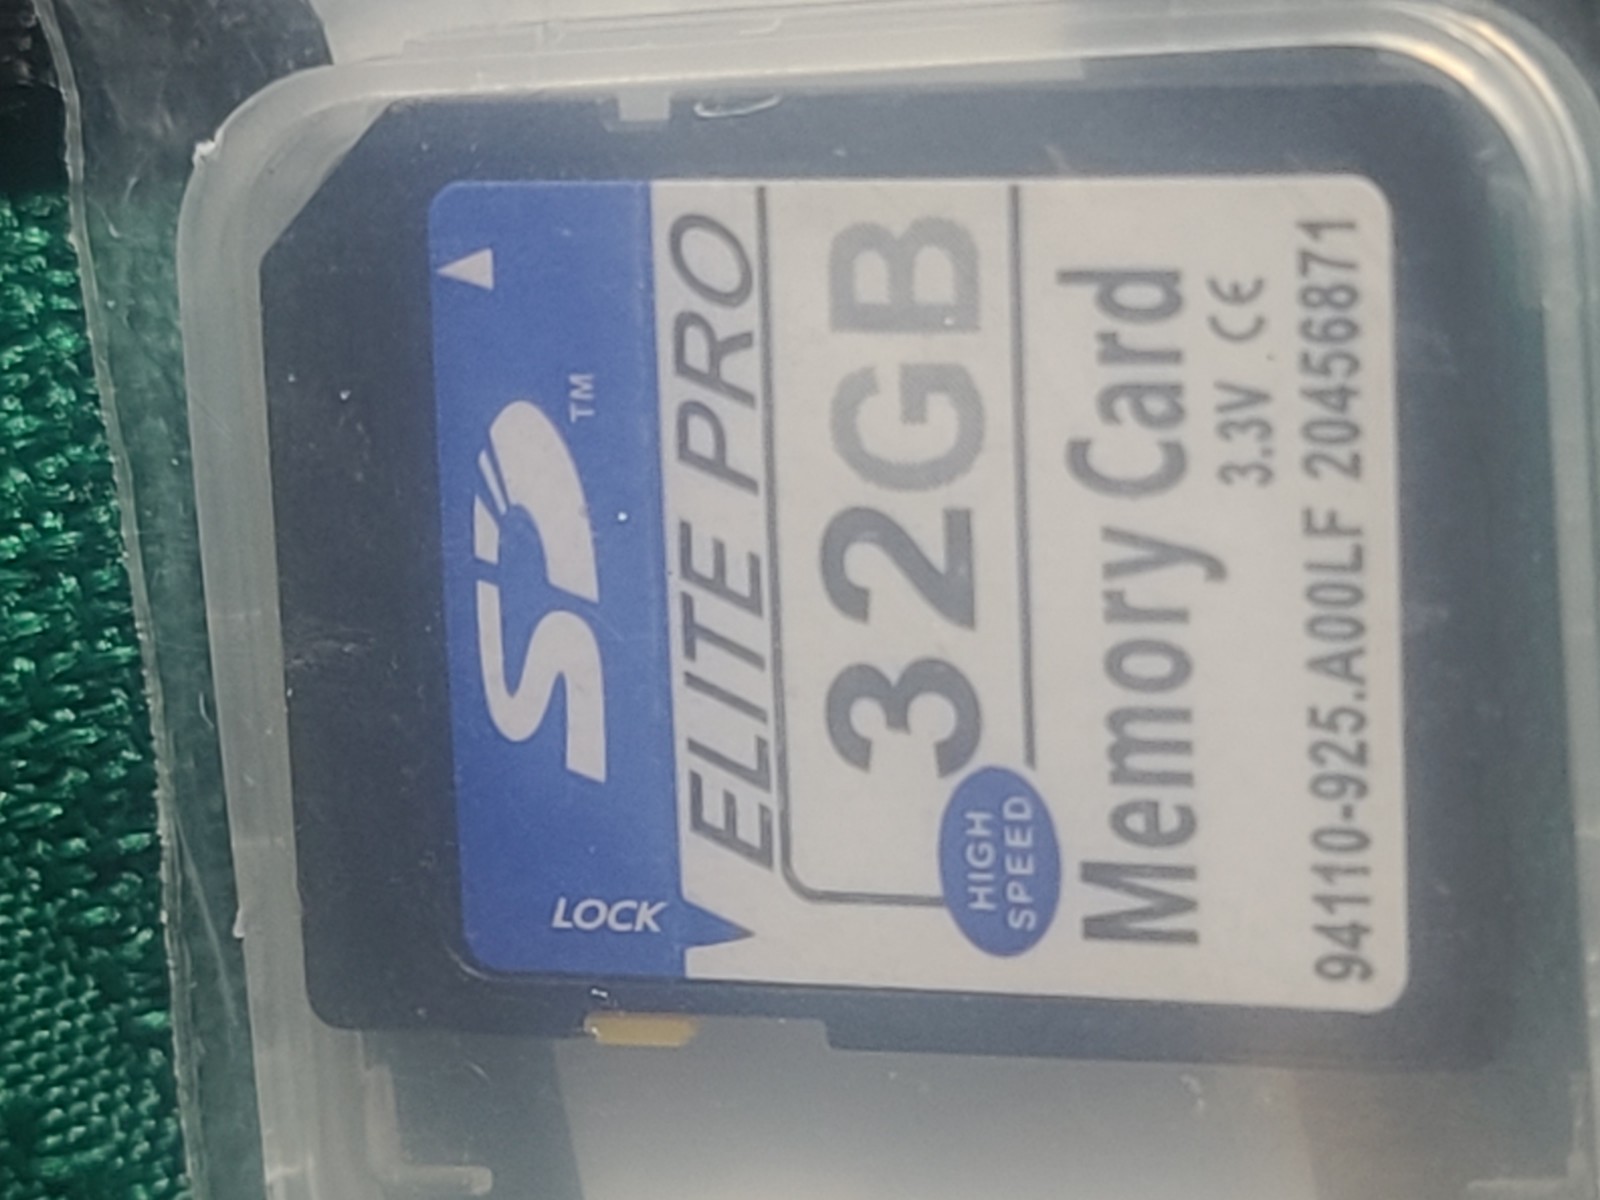 SD™
LOCK
ELITE PRO
32GB
HIGH
SPEED
Memory Card
3.3V CE
94110-925.A00LF 20456871